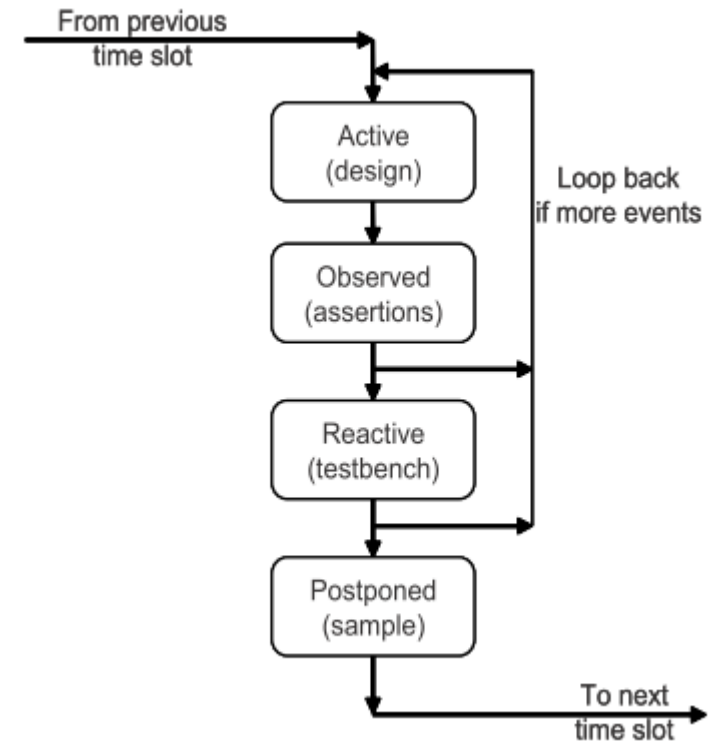 From previous
time slot
Active
(design)
Loop back
if more events
Observed
(assertions)
Reactive
(testbench)
Postponed
(sample)
To next
time slot